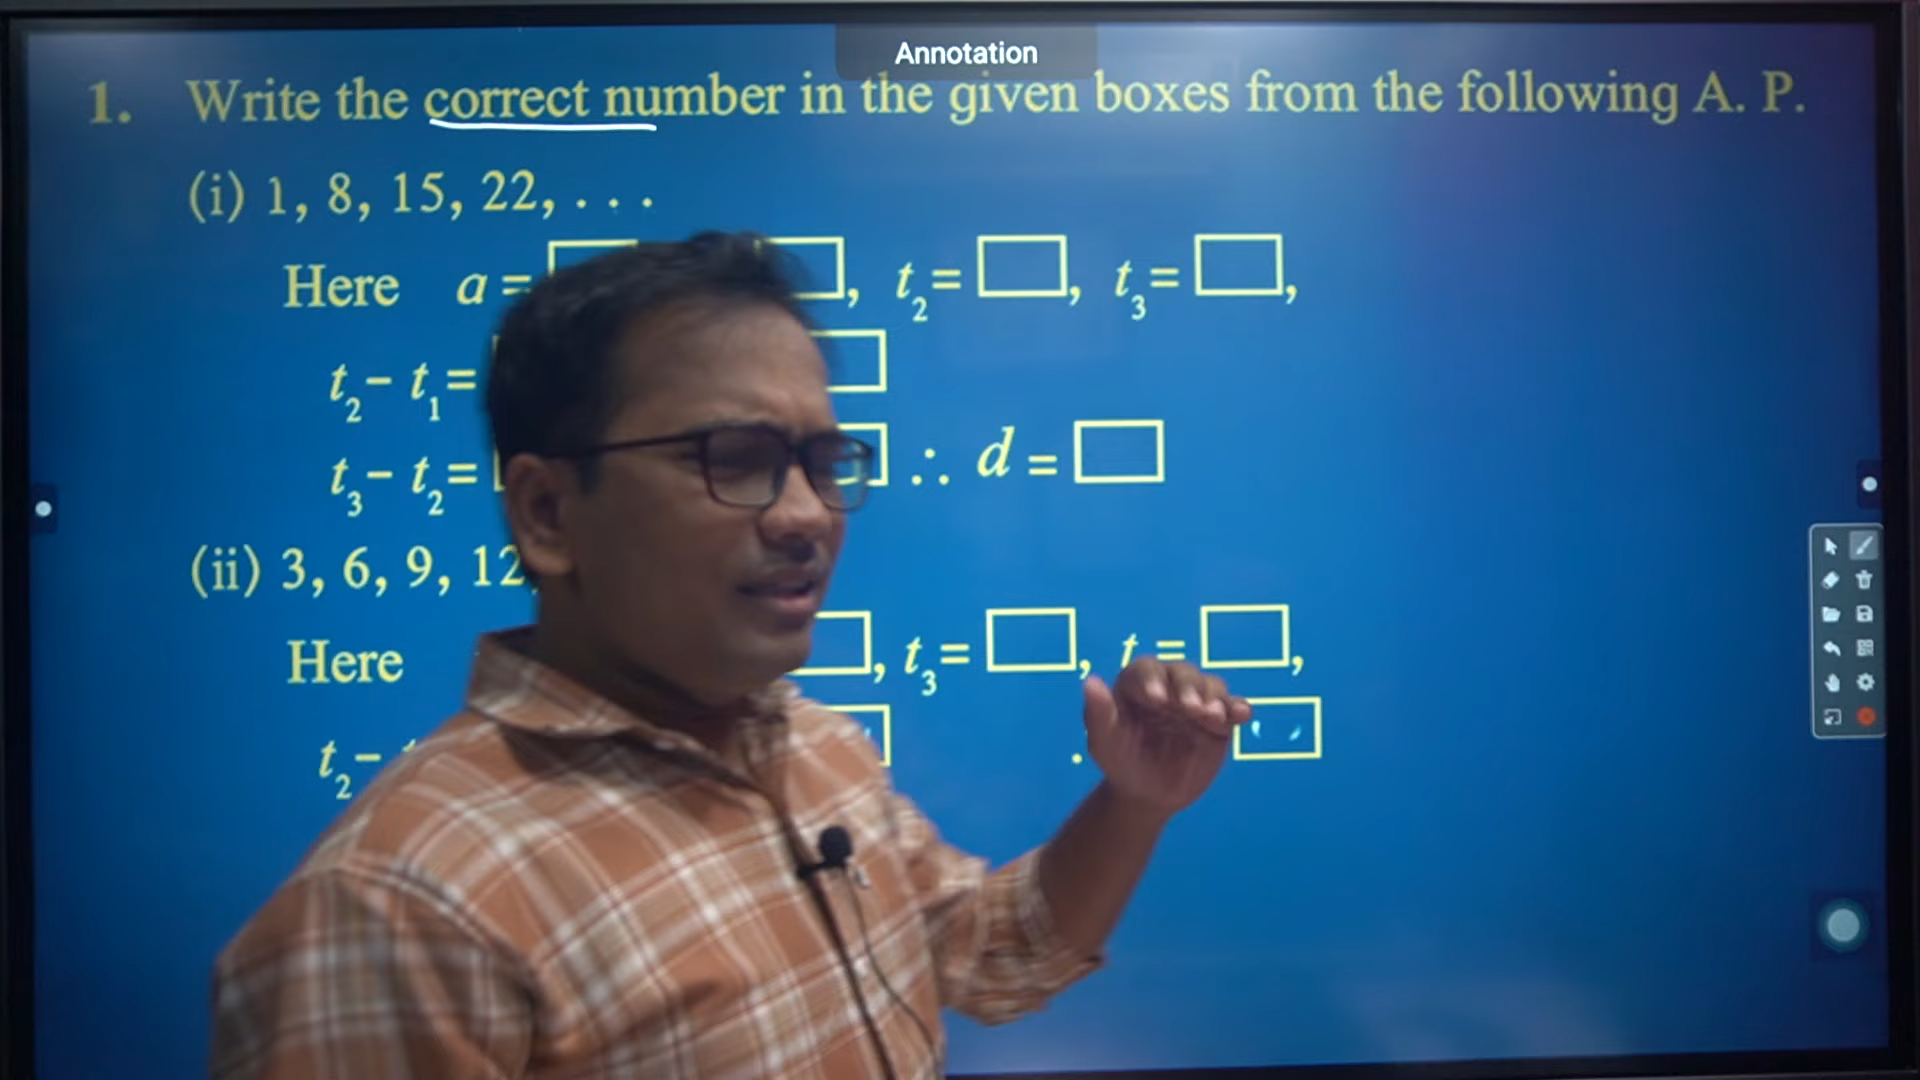 Annotation
1. Write the correct number in the given boxes from the following A. P.
(i) 1, 8, 15, 22, . . .
Here a = , t₂ = , t₃ = ,
t₂ − t₁ =
t₃ − t₂ = ∴ d =
(ii) 3, 6, 9, 12,
Here , t₃ = , t = ,
t₂ −